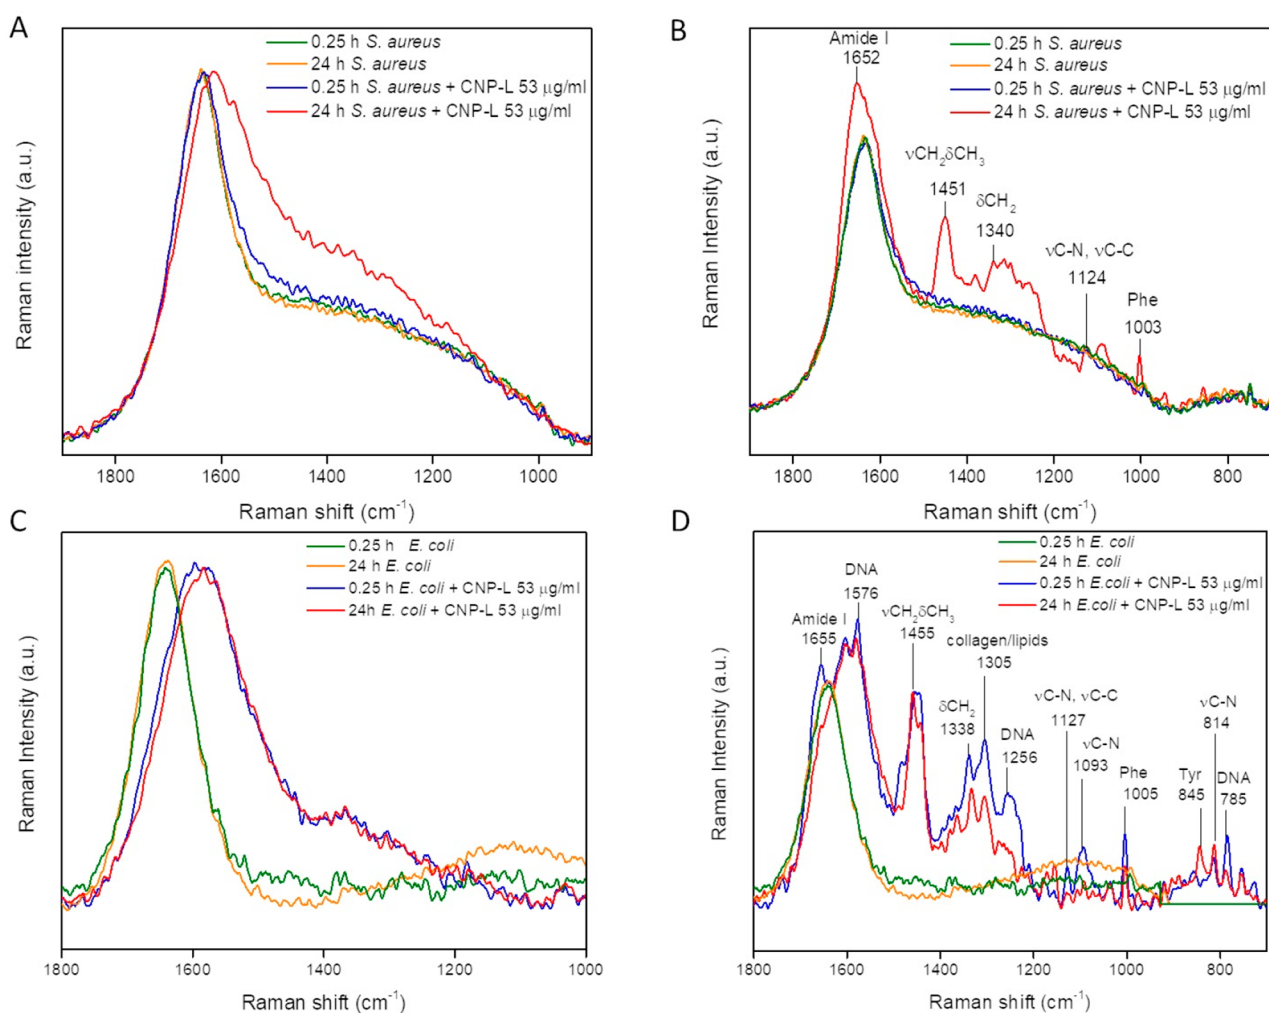 A
0.25 h S. aureus
24 h S. aureus
0.25 h S. aureus + CNP-L 53 μg/ml
24 h S. aureus + CNP-L 53 μg/ml
Raman intensity (a.u.)
1800 1600 1400 1200 1000
Raman shift (cm⁻¹)
B
Amide I
1652
0.25 h S. aureus
24 h S. aureus
0.25 h S. aureus + CNP-L 53 μg/ml
24 h S. aureus + CNP-L 53 μg/ml
νCH₂δCH₃
1451
δCH₂
1340
νC-N, νC-C
1124
Phe
1003
Raman Intensity (a.u.)
1800 1600 1400 1200 1000 800
Raman shift (cm⁻¹)
C
0.25 h E. coli
24 h E. coli
0.25 h E. coli + CNP-L 53 μg/ml
24h E. coli + CNP-L 53 μg/ml
Raman Intensity (a.u.)
1800 1600 1400 1200 1000
Raman shift (cm⁻¹)
D
0.25 h E. coli
24 h E. coli
0.25 h E.coli + CNP-L 53 μg/ml
24 h E.coli + CNP-L 53 μg/ml
Amide I
1655
DNA
1576
νCH₂δCH₃
1455
collagen/lipids
1305
δCH₂
1338
DNA
1256
νC-N, νC-C
1127
νC-N
1093
Phe
1005
νC-N
814
Tyr
845
DNA
785
Raman Intensity (a.u.)
1800 1600 1400 1200 1000 800
Raman shift (cm⁻¹)